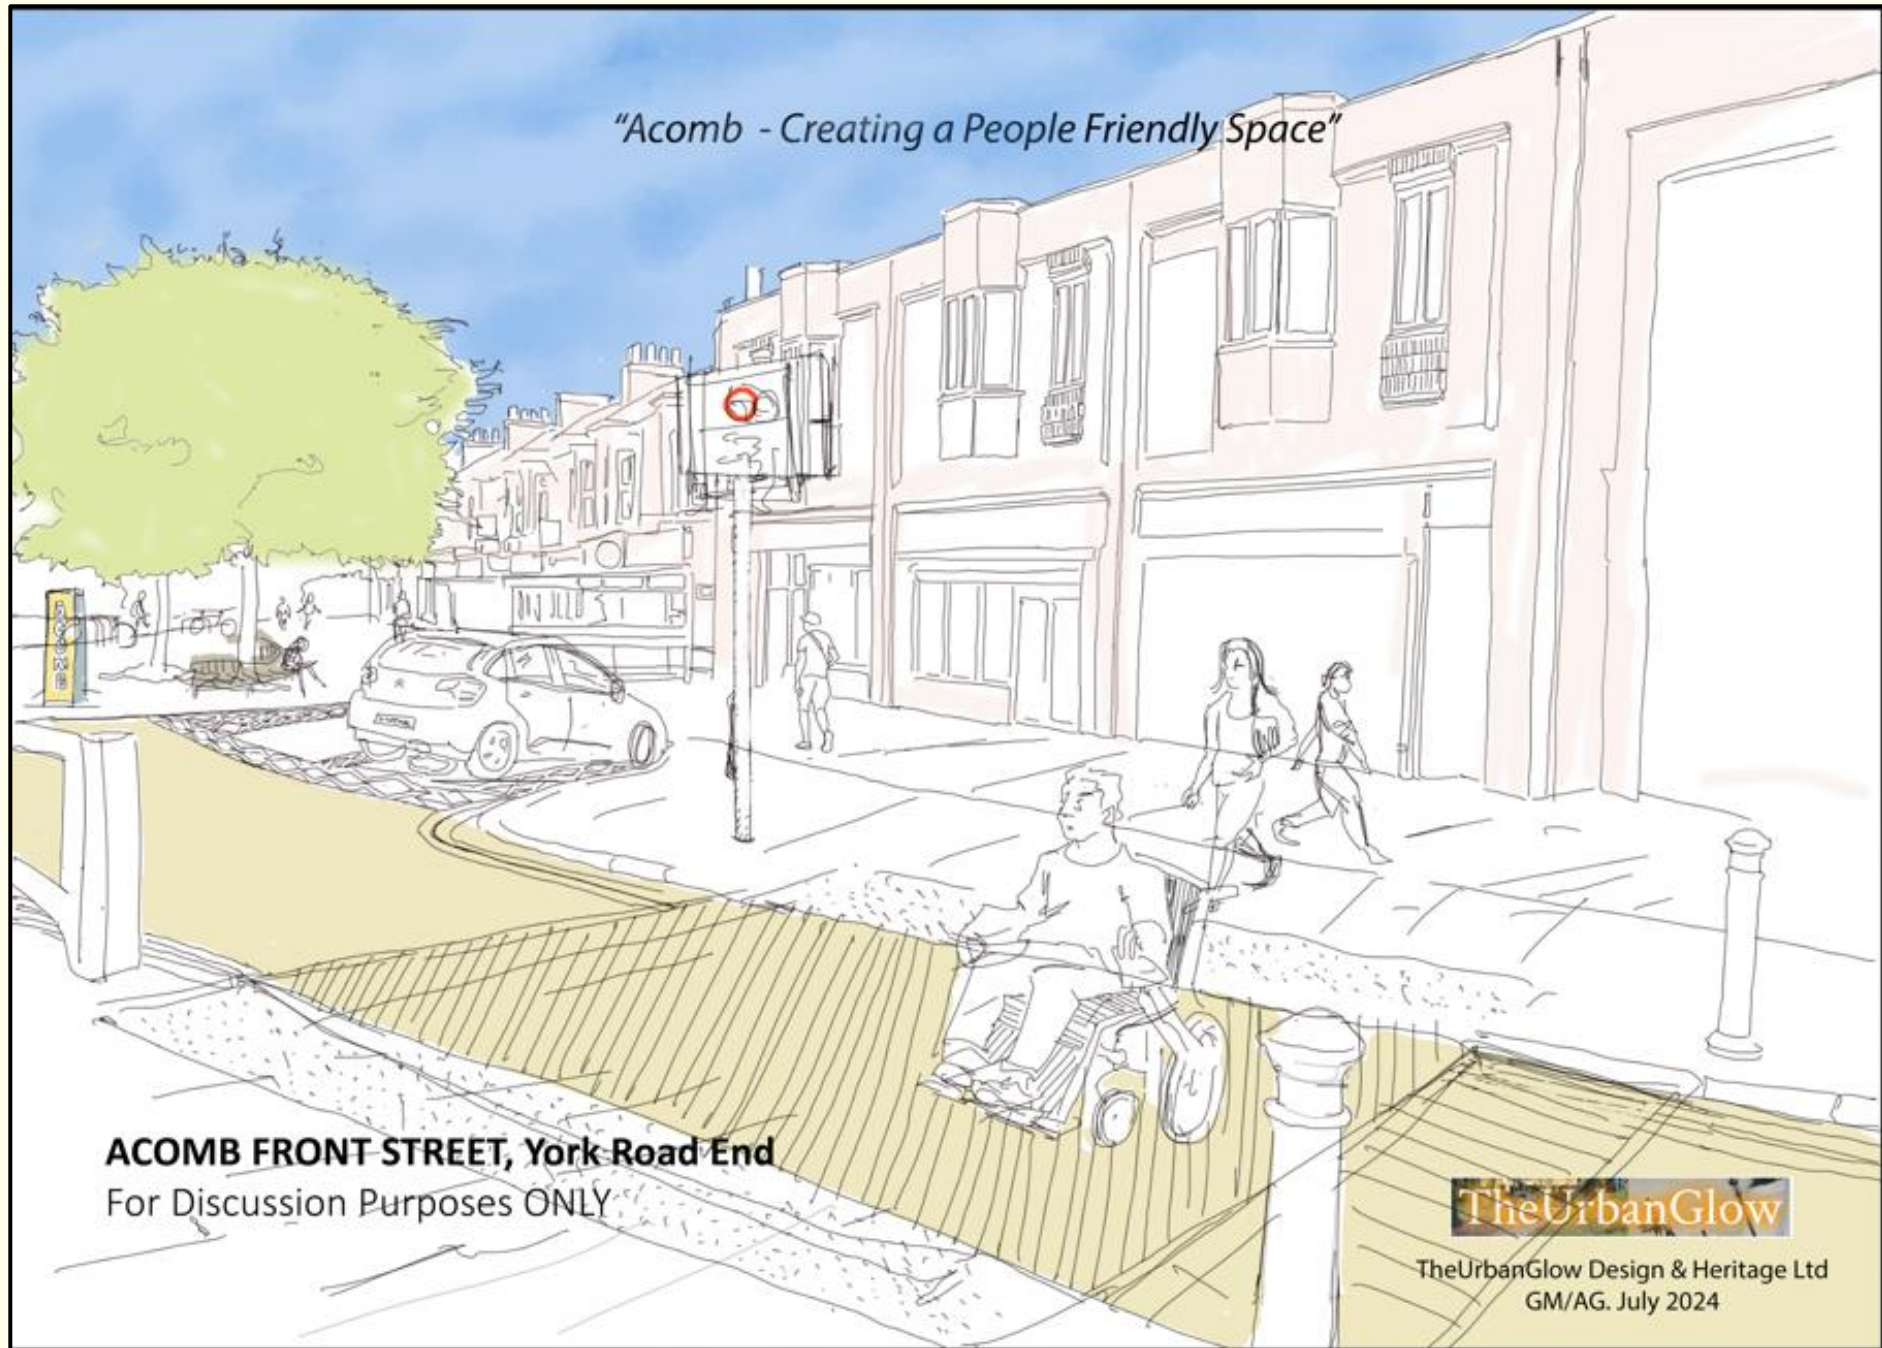 "Acomb - Creating a People Friendly Space"
ACOMB
ACOMB FRONT STREET, York Road End
For Discussion Purposes ONLY
TheUrbanGlow
TheUrbanGlow Design & Heritage Ltd
GM/AG. July 2024